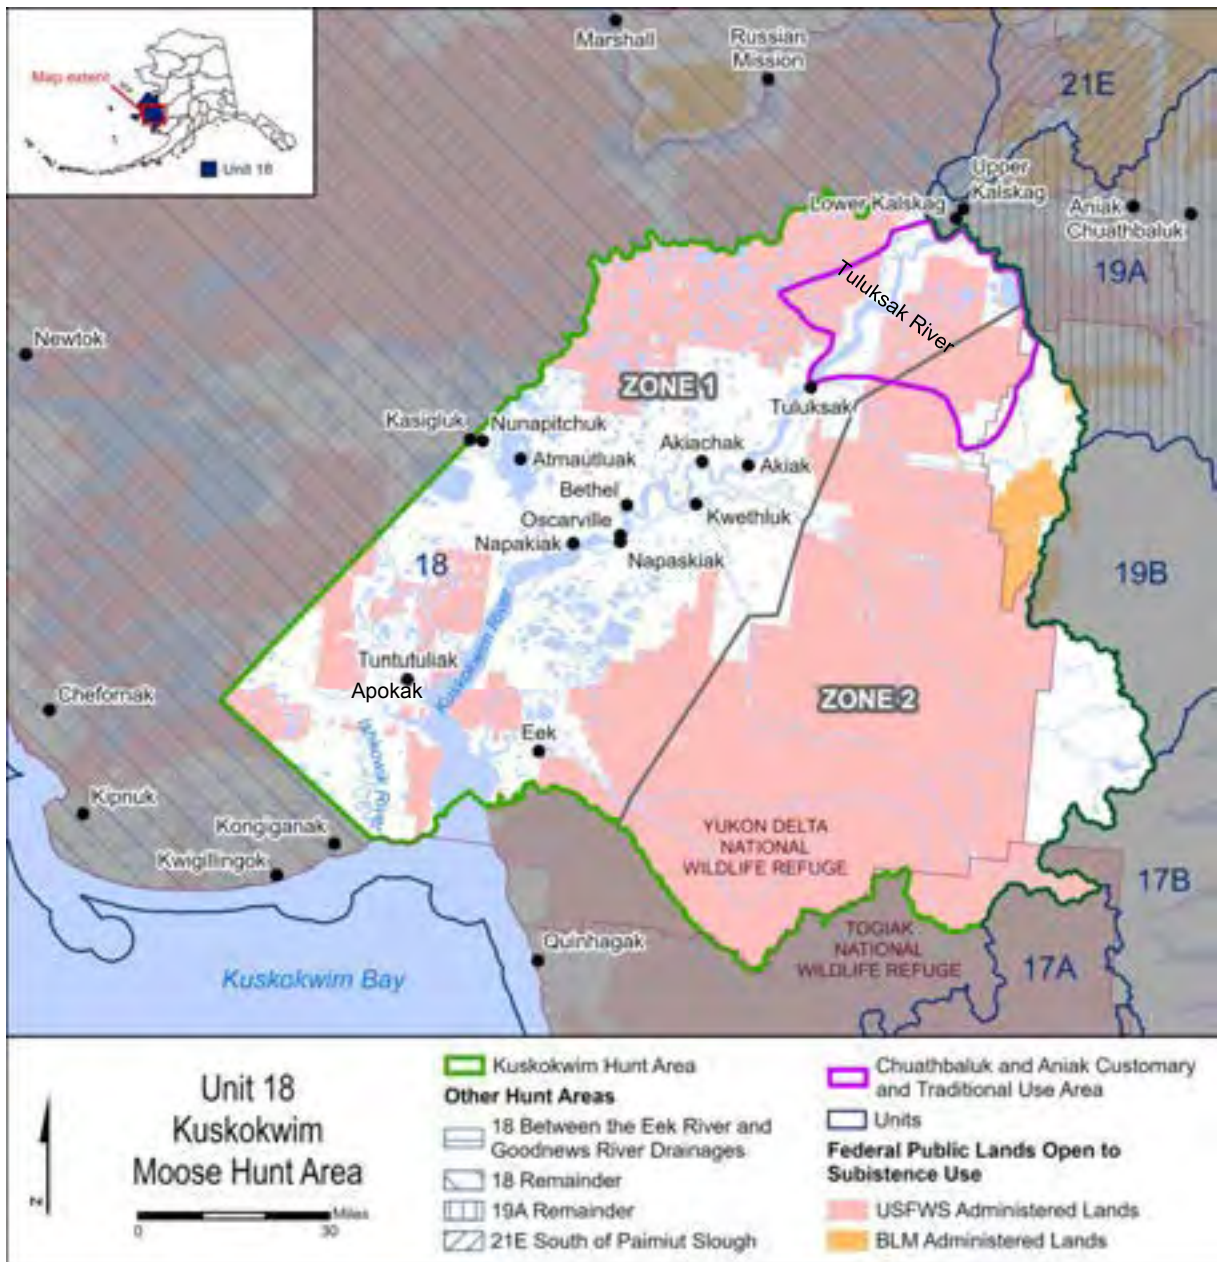 Map extent
Unit 18
Marshall
Russian
Mission
21E
Upper
Kalskag
Lower Kalskag
Aniak
Chuathbaluk
19A
Tuluksak River
Newtok
ZONE 1
Tuluksak
Kasigluk
Nunapitchuk
Akiachak
Atmautluak
Akiak
Bethel
Kwethluk
Oscarville
Napakiak
Napaskiak
18
19B
Kuskokwim River
Tuntutuliak
Apokak
Chefornak
ZONE 2
Eek
Kipnuk
Kongiganak
Kwigillingok
YUKON DELTA
NATIONAL
WILDLIFE REFUGE
17B
Quinhagak
TOGIAK
NATIONAL
WILDLIFE REFUGE
17A
Kuskokwim Bay
Unit 18
Kuskokwim
Moose Hunt Area
N
Miles
0
30
Kuskokwim Hunt Area
Other Hunt Areas
18 Between the Eek River and
Goodnews River Drainages
18 Remainder
19A Remainder
21E South of Paimiut Slough
Chuathbaluk and Aniak Customary
and Traditional Use Area
Units
Federal Public Lands Open to
Subistence Use
USFWS Administered Lands
BLM Administered Lands